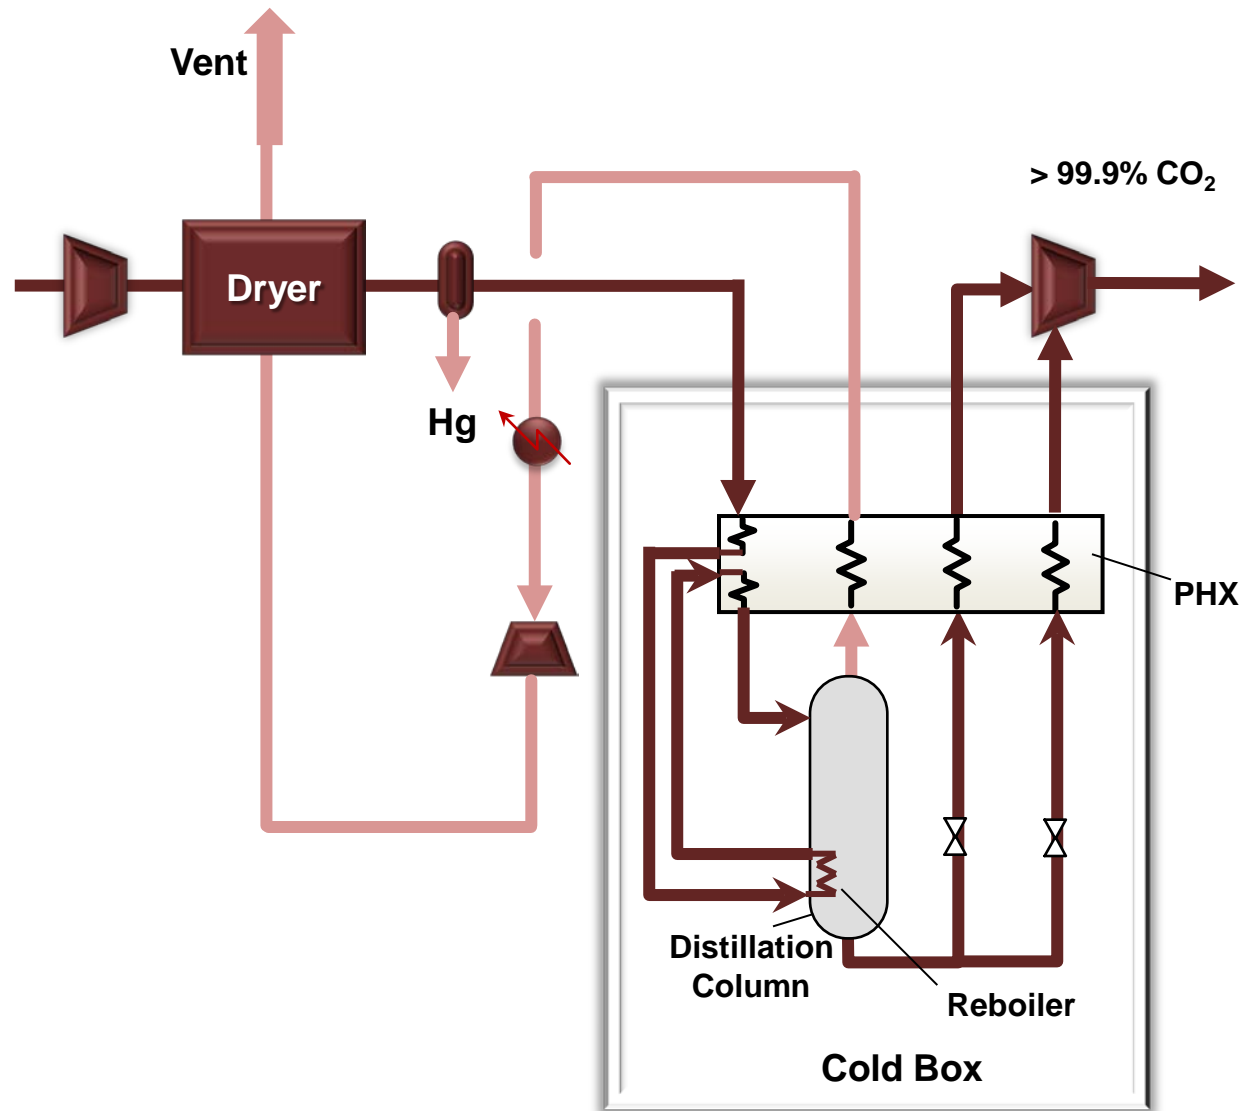 Vent
> 99.9% CO₂
Dryer
Hg
PHX
Distillation
Column
Reboiler
Cold Box